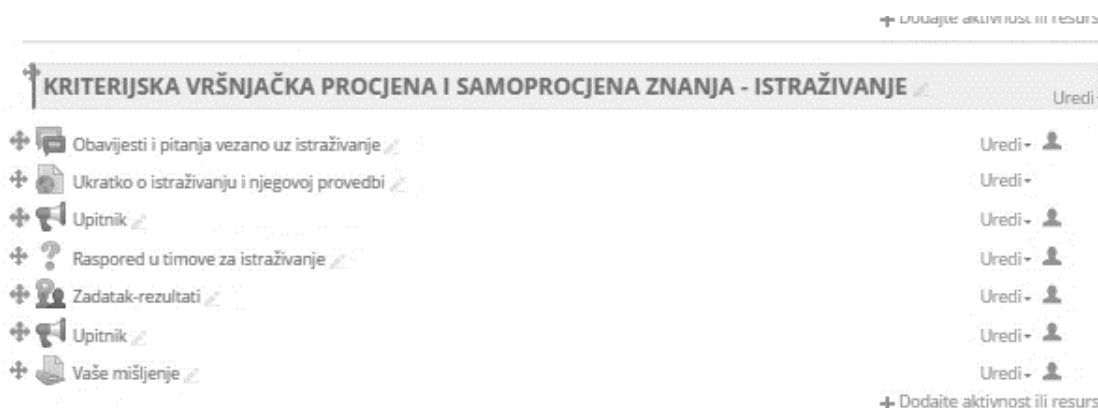 Dodajte aktivnost ili resurs
KRITERIJSKA VRŠNJAČKA PROCJENA I SAMOPROCJENA ZNANJA - ISTRAŽIVANJE
Uredi
Obavijesti i pitanja vezano uz istraživanje Uredi
Ukratko o istraživanju i njegovoj provedbi Uredi
Upitnik Uredi
Raspored u timove za istraživanje Uredi
Zadatak-rezultati Uredi
Upitnik Uredi
Vaše mišljenje Uredi
Dodajte aktivnost ili resurs